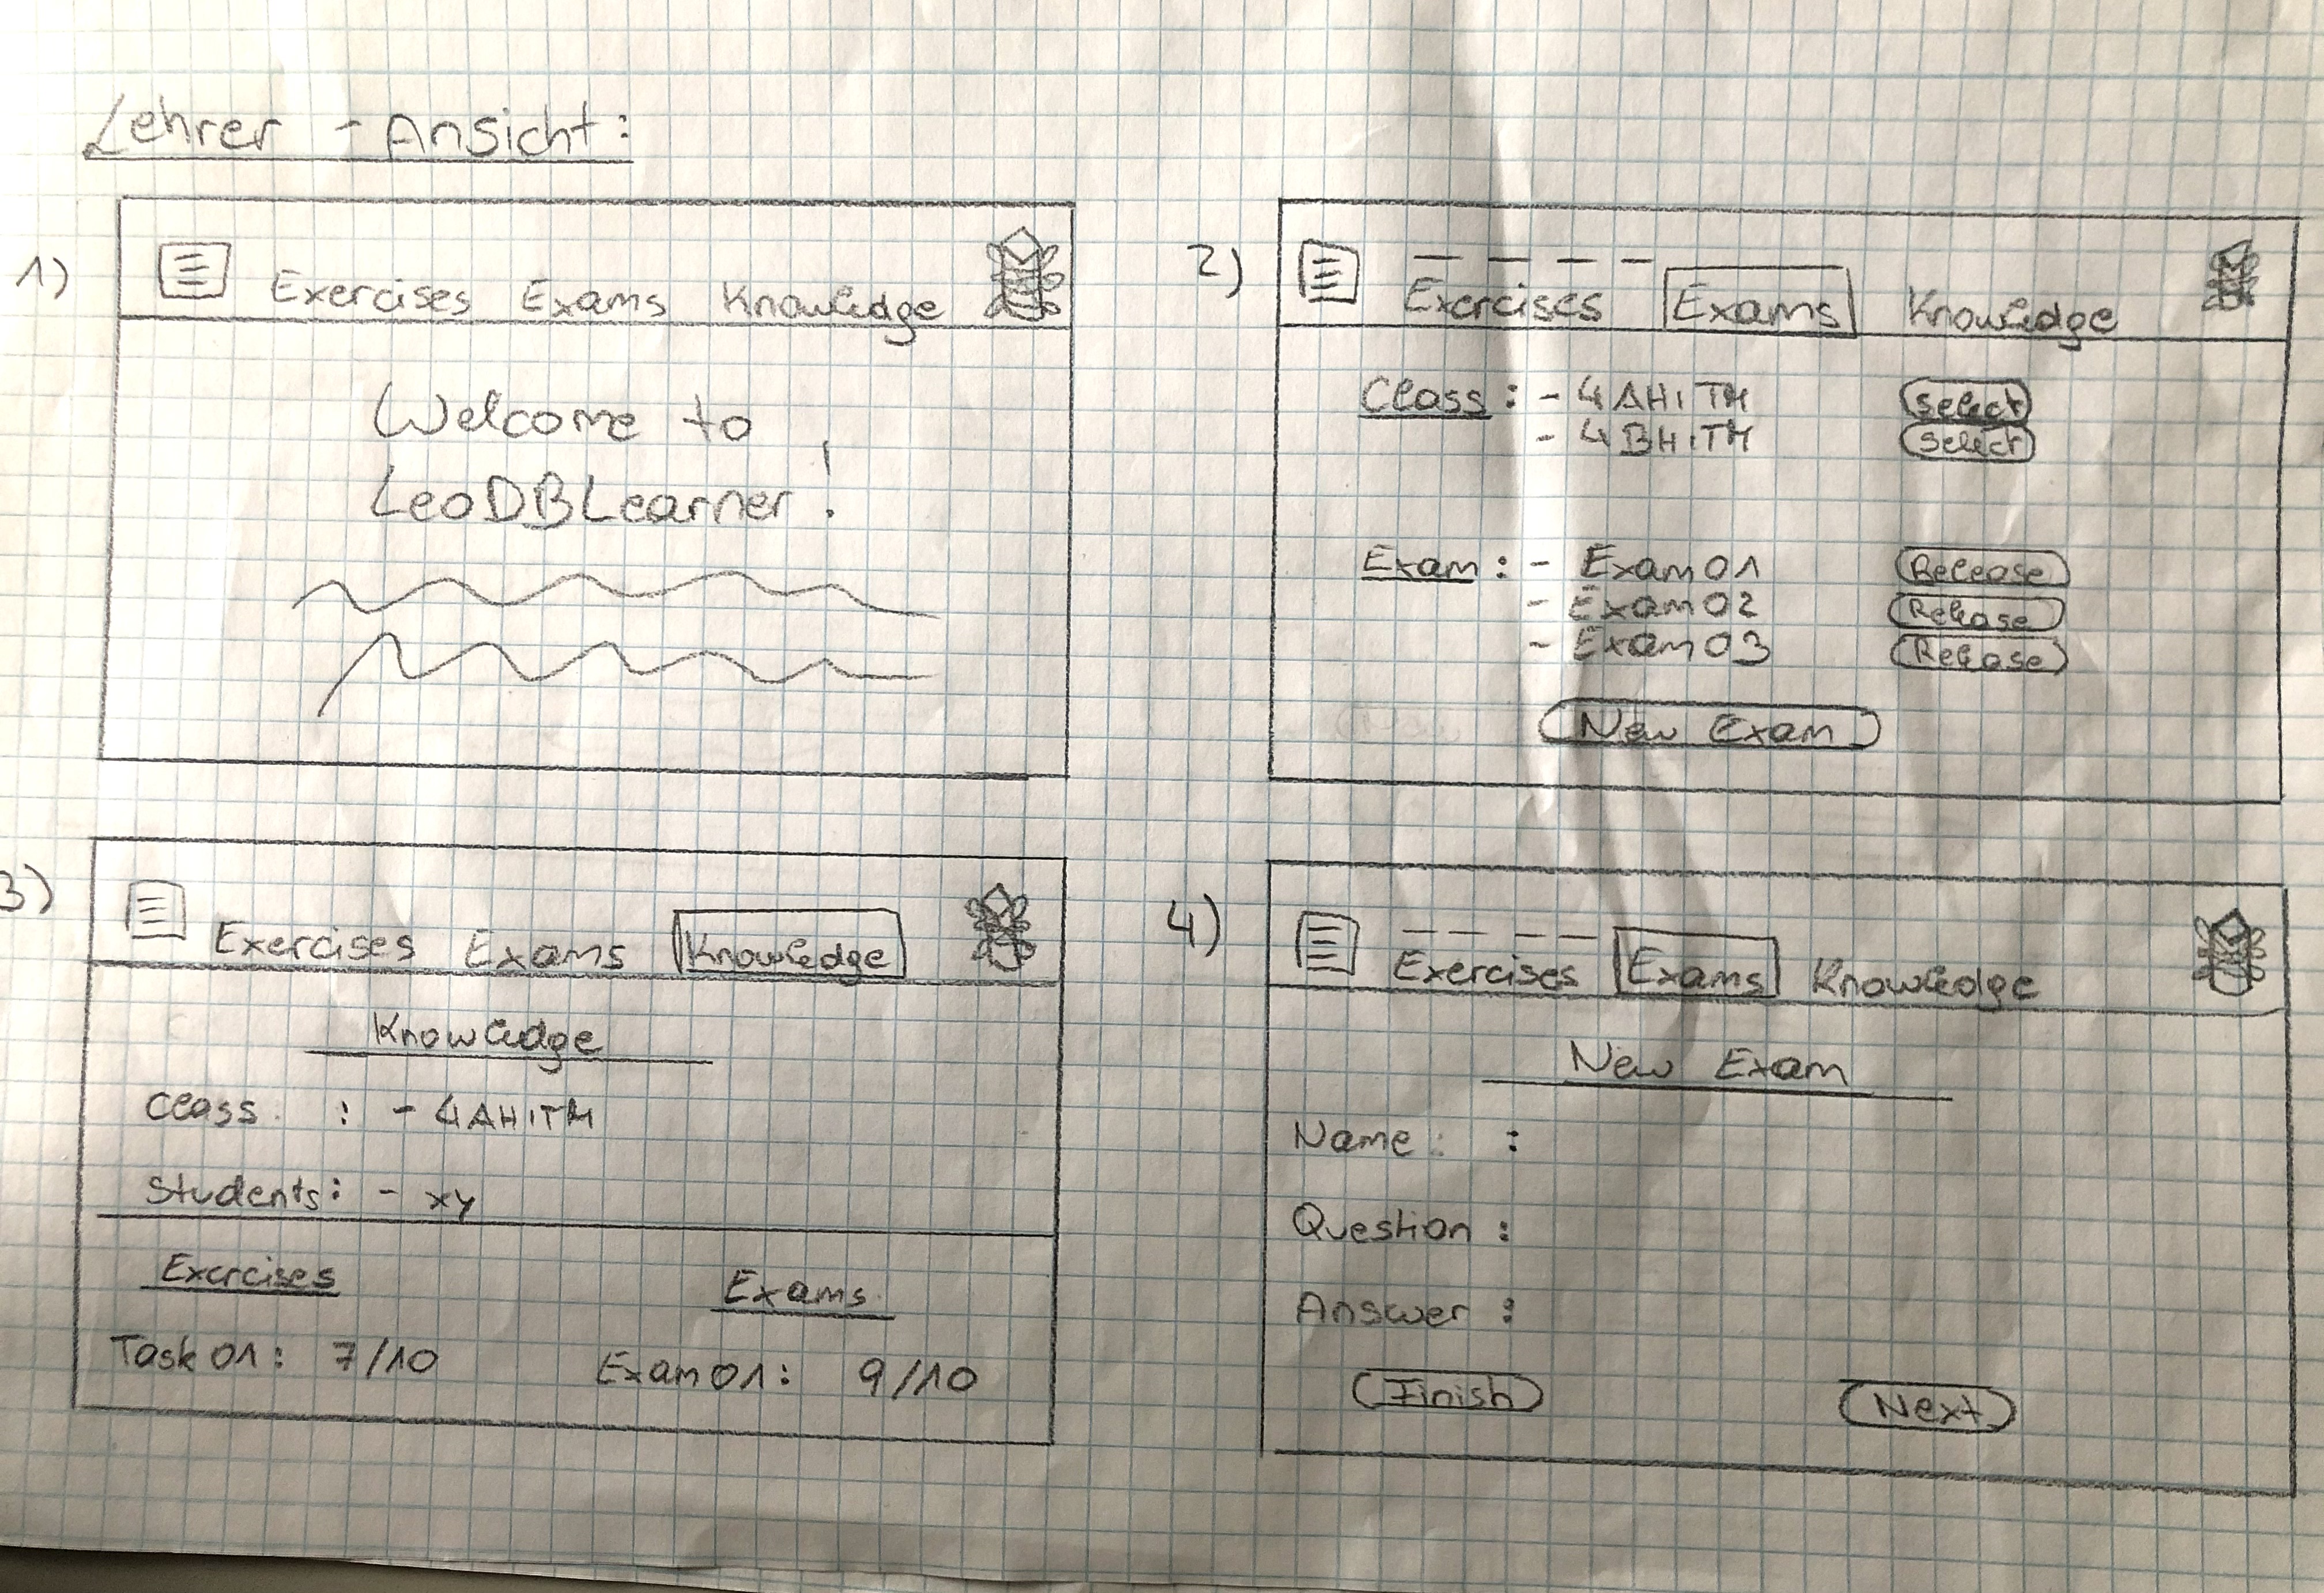 Lehrer - Ansicht:
1)
Exercises Exams Knowledge
Welcome to
LeoDBLearner!
2)
Exercises Exams Knowledge
Class: - 4AHITM Select
- 4BHITM Select
Exam: - Exam01 Release
- Exam02 Release
- Exam03 Release
New Exam
3)
Exercises Exams Knowledge
Knowledge
Class : - 4AHITM
Students: - xy
Exercises Exams
Task01: 7/10 Exam01: 9/10
4)
Exercises Exams Knowledge
New Exam
Name :
Question :
Answer :
Finish Next